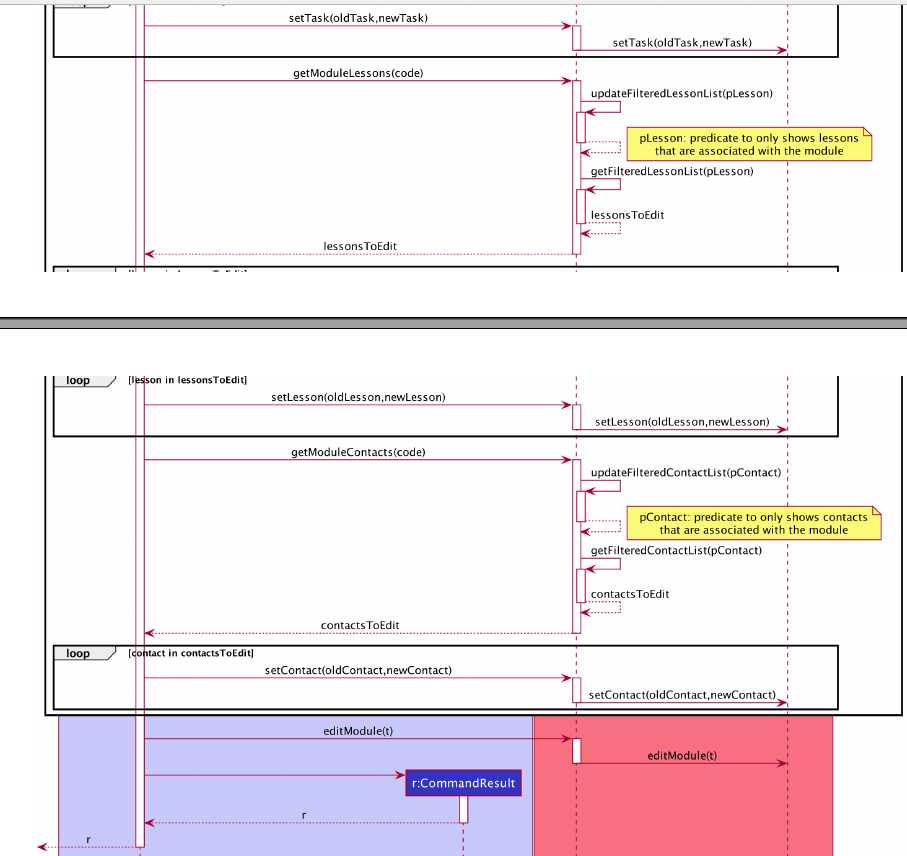 setTask(oldTask,newTask)
setTask(oldTask,newTask)
getModuleLessons(code)
updateFilteredLessonList(pLesson)
pLesson: predicate to only shows lessons
that are associated with the module
getFilteredLessonList(pLesson)
lessonsToEdit
lessonsToEdit
loop [lesson in lessonsToEdit]
setLesson(oldLesson,newLesson)
setLesson(oldLesson,newLesson)
getModuleContacts(code)
updateFilteredContactList(pContact)
pContact: predicate to only shows contacts
that are associated with the module
getFilteredContactList(pContact)
contactsToEdit
contactsToEdit
loop [contact in contactsToEdit]
setContact(oldContact,newContact)
setContact(oldContact,newContact)
editModule(t)
editModule(t)
r:CommandResult
r
r